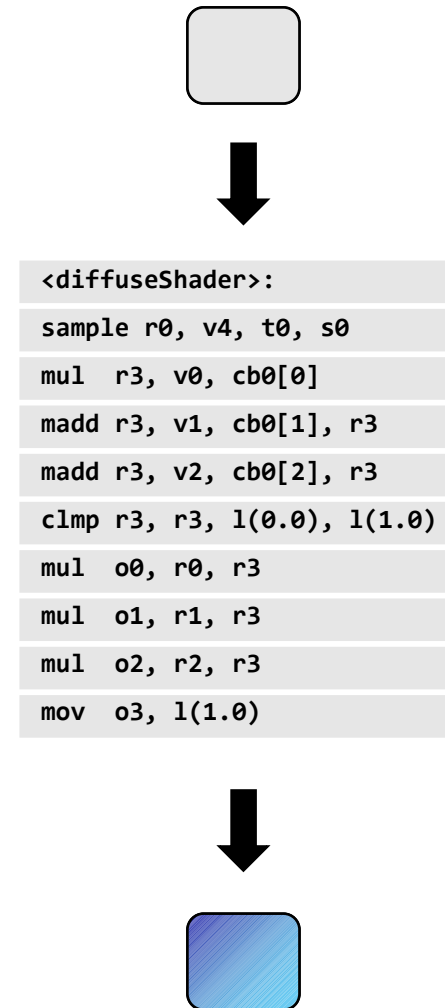 <diffuseShader>:
sample r0, v4, t0, s0
mul  r3, v0, cb0[0]
madd r3, v1, cb0[1], r3
madd r3, v2, cb0[2], r3
clmp r3, r3, l(0.0), l(1.0)
mul  o0, r0, r3
mul  o1, r1, r3
mul  o2, r2, r3
mov  o3, l(1.0)